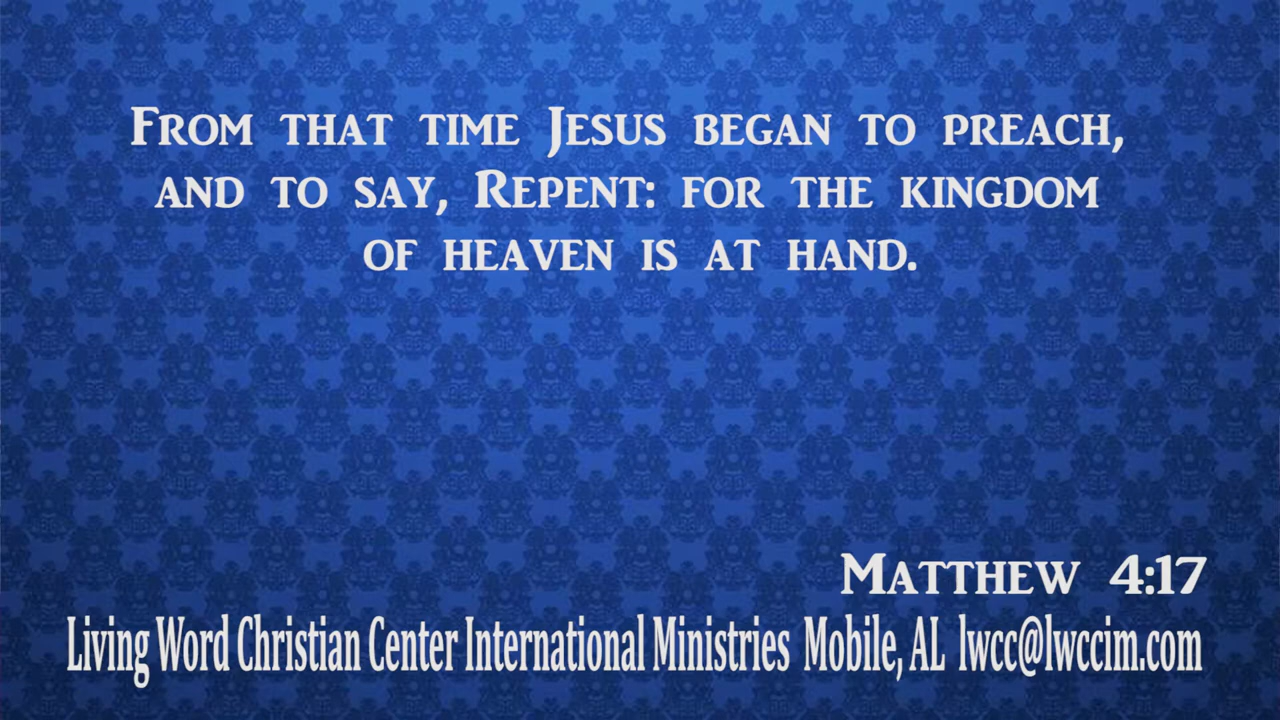 From that time Jesus began to preach,
and to say, Repent: for the kingdom
of heaven is at hand.
Matthew 4:17
Living Word Christian Center International Ministries Mobile, AL lwcc@lwccim.com